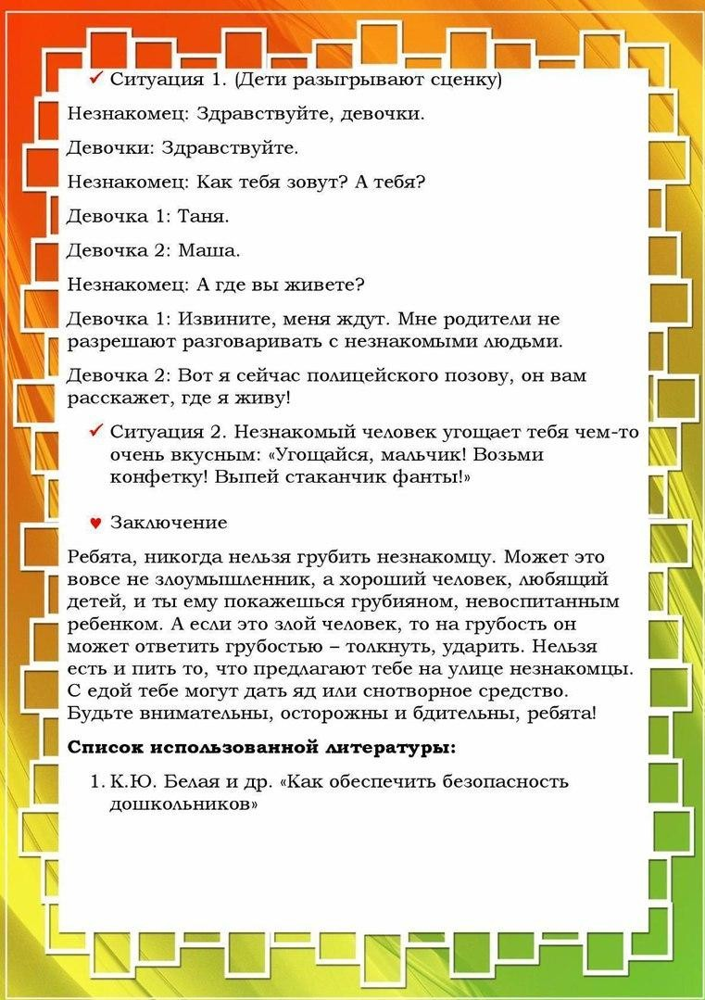 ✓ Ситуация 1. (Дети разыгрывают сценку)
Незнакомец: Здравствуйте, девочки.
Девочки: Здравствуйте.
Незнакомец: Как тебя зовут? А тебя?
Девочка 1: Таня.
Девочка 2: Маша.
Незнакомец: А где вы живете?
Девочка 1: Извините, меня ждут. Мне родители не
разрешают разговаривать с незнакомыми людьми.
Девочка 2: Вот я сейчас полицейского позову, он вам
расскажет, где я живу!
✓ Ситуация 2. Незнакомый человек угощает тебя чем-то
очень вкусным: «Угощайся, мальчик! Возьми
конфетку! Выпей стаканчик фанты!»
♥ Заключение
Ребята, никогда нельзя грубить незнакомцу. Может это
вовсе не злоумышленник, а хороший человек, любящий
детей, и ты ему покажешься грубияном, невоспитанным
ребенком. А если это злой человек, то на грубость он
может ответить грубостью – толкнуть, ударить. Нельзя
есть и пить то, что предлагают тебе на улице незнакомцы.
С едой тебе могут дать яд или снотворное средство.
Будьте внимательны, осторожны и бдительны, ребята!
Список использованной литературы:
1. К.Ю. Белая и др. «Как обеспечить безопасность
дошкольников»